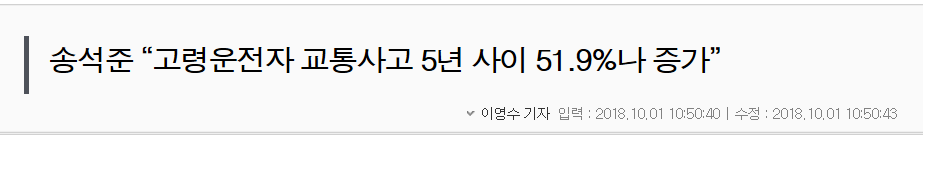 송석준 “고령운전자 교통사고 5년 사이 51.9%나 증가”
이영수 기자 입력 : 2018.10.01 10:50:40 | 수정 : 2018.10.01 10:50:43